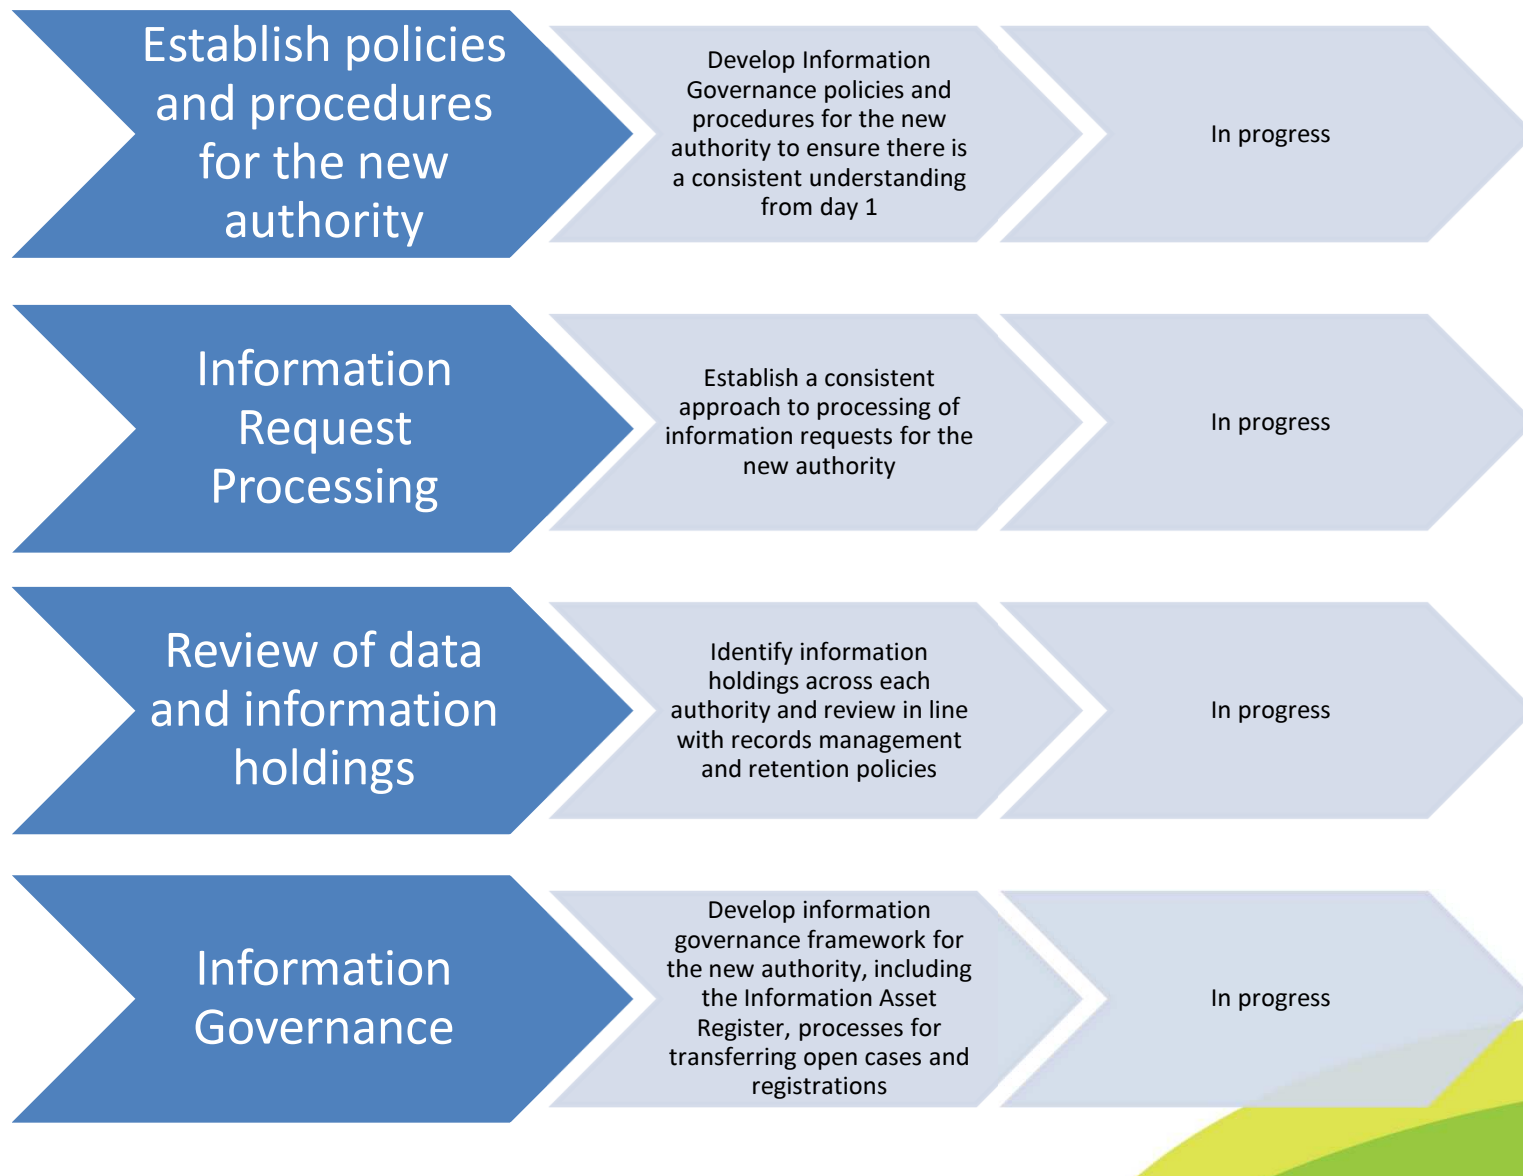 Establish policies
and procedures
for the new
authority
Develop Information
Governance policies and
procedures for the new
authority to ensure there is
a consistent understanding
from day 1
In progress
Information
Request
Processing
Establish a consistent
approach to processing of
information requests for the
new authority
In progress
Review of data
and information
holdings
Identify information
holdings across each
authority and review in line
with records management
and retention policies
In progress
Information
Governance
Develop information
governance framework for
the new authority, including
the Information Asset
Register, processes for
transferring open cases and
registrations
In progress